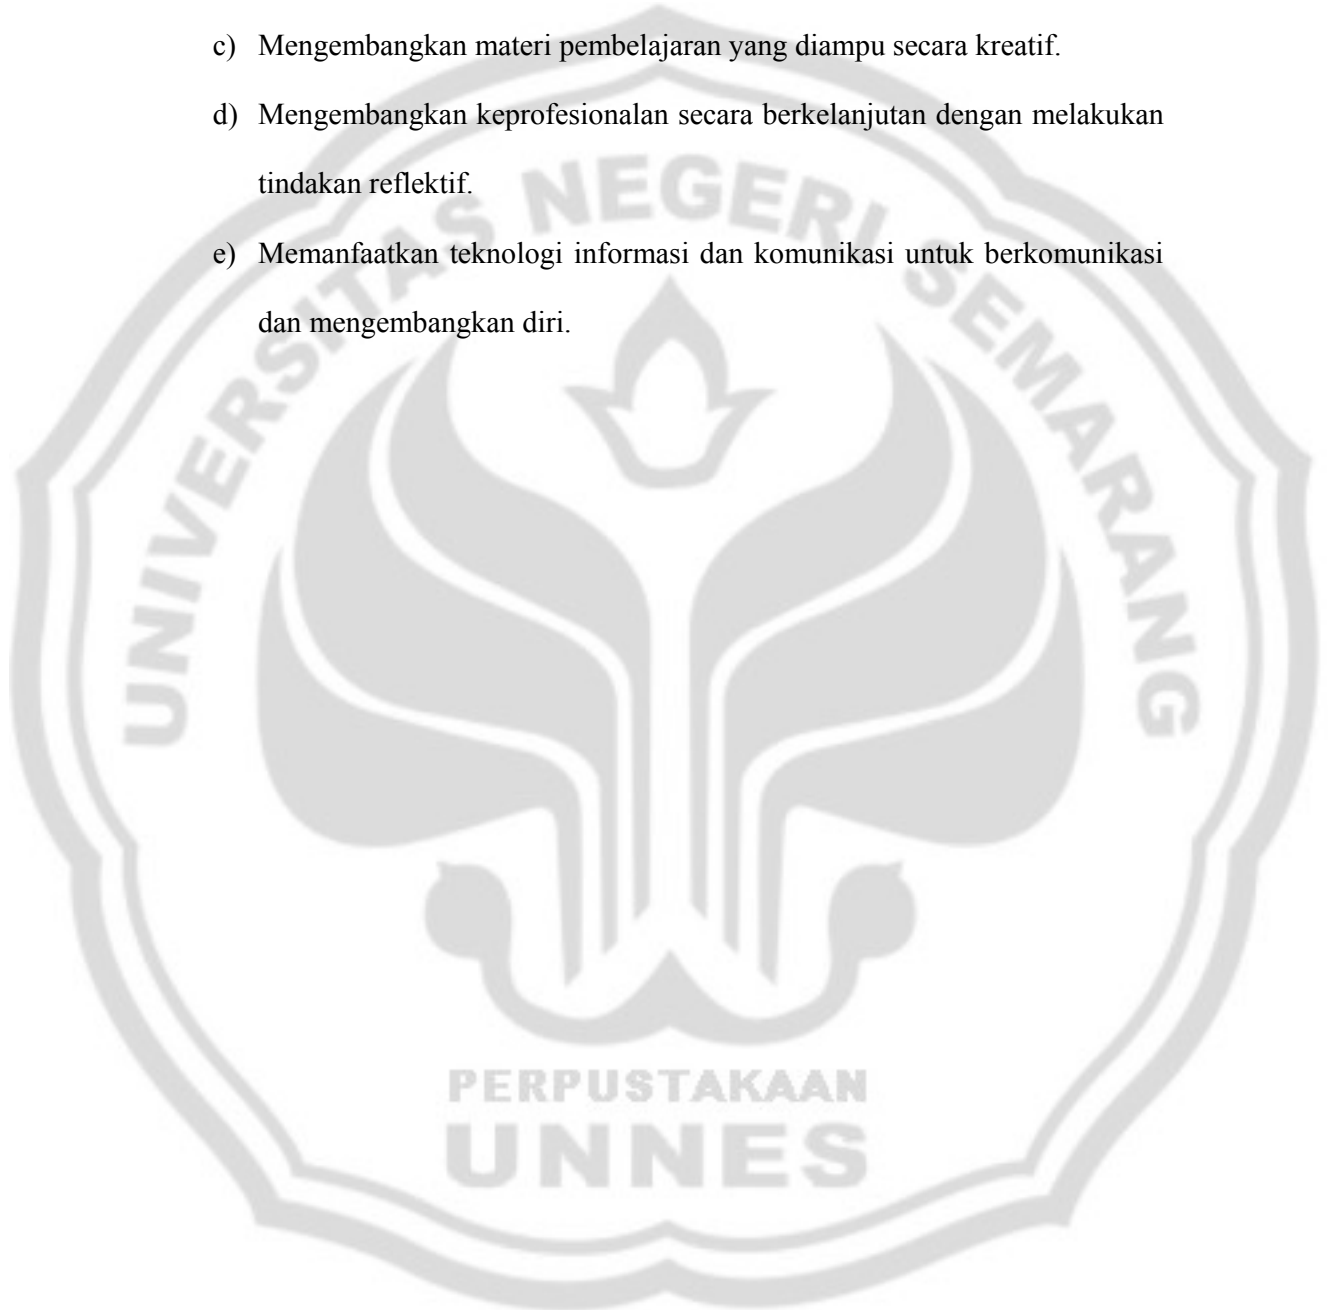 c) Mengembangkan materi pembelajaran yang diampu secara kreatif.
d) Mengembangkan keprofesionalan secara berkelanjutan dengan melakukan
tindakan reflektif.
e) Memanfaatkan teknologi informasi dan komunikasi untuk berkomunikasi
dan mengembangkan diri.
UNIVERSITAS NEGERI SEMARANG
PERPUSTAKAAN
UNNES